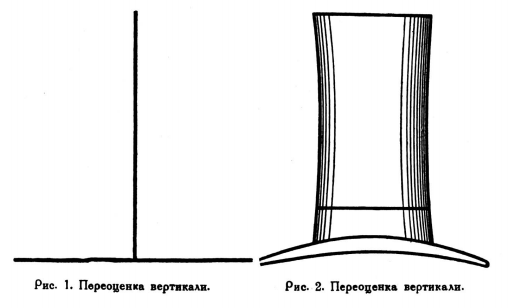 Рис. 1. Переоценка вертикали.
Рис. 2. Переоценка вертикали.